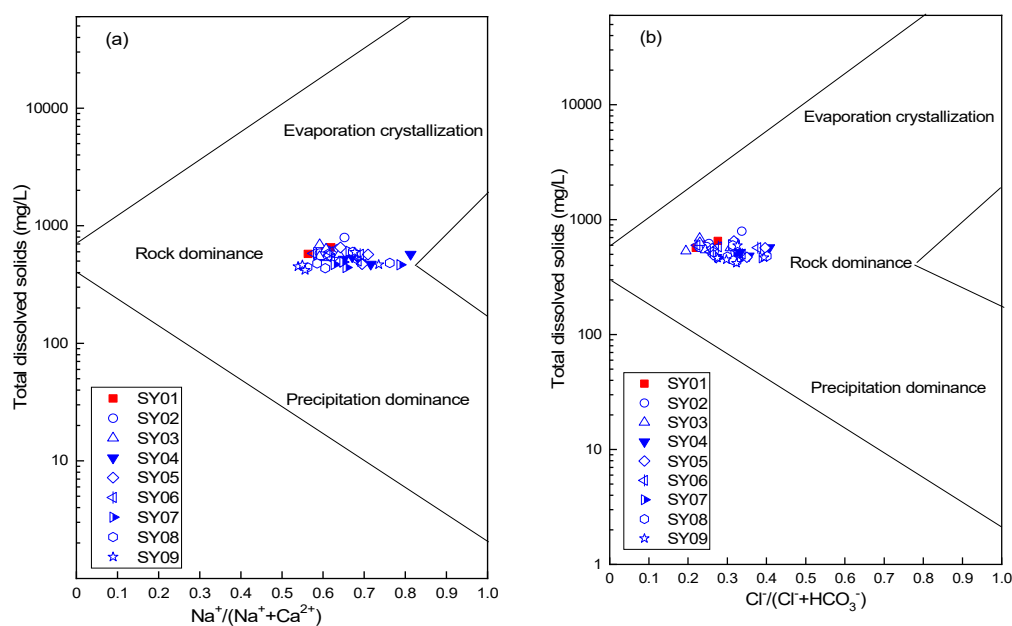 (a)
Evaporation crystallization
Rock dominance
Precipitation dominance
10000
1000
100
10
Total dissolved solids (mg/L)
SY01
SY02
SY03
SY04
SY05
SY06
SY07
SY08
SY09
0 0.1 0.2 0.3 0.4 0.5 0.6 0.7 0.8 0.9 1.0
Na⁺/(Na⁺+Ca²⁺)
(b)
Evaporation crystallization
Rock dominance
Precipitation dominance
10000
1000
100
10
1
Total dissolved solids (mg/L)
SY01
SY02
SY03
SY04
SY05
SY06
SY07
SY08
SY09
0 0.1 0.2 0.3 0.4 0.5 0.6 0.7 0.8 0.9 1.0
Cl⁻/(Cl⁻+HCO₃⁻)